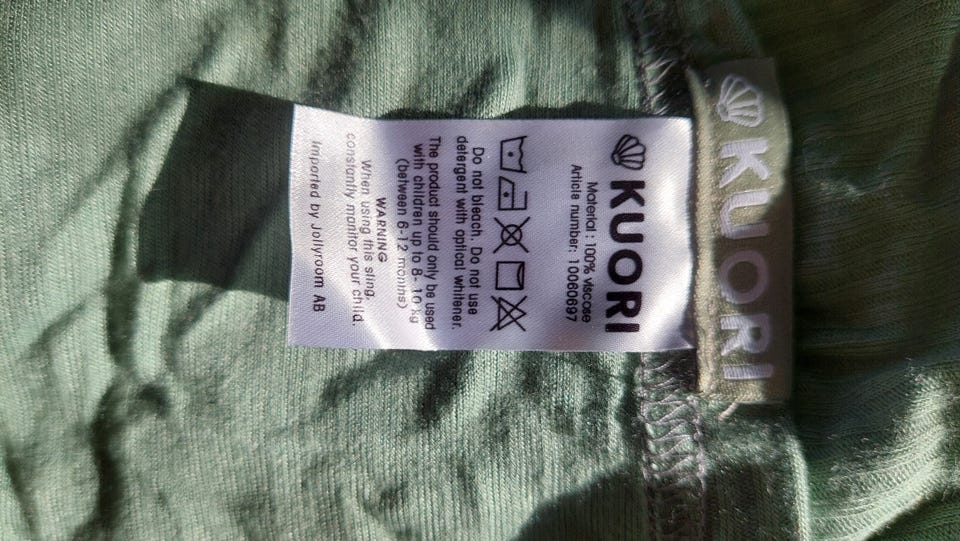 KUORI
KUORI
Material : 100% viscose
Article number: 10060697
Do not bleach. Do not use
detergent with optical whitener.
The product should only be used
with children up to 8-10 kg
(between 6-12 months)
WARNING
When using this sling,
constantly monitor your child.
Imported by Jollyroom AB